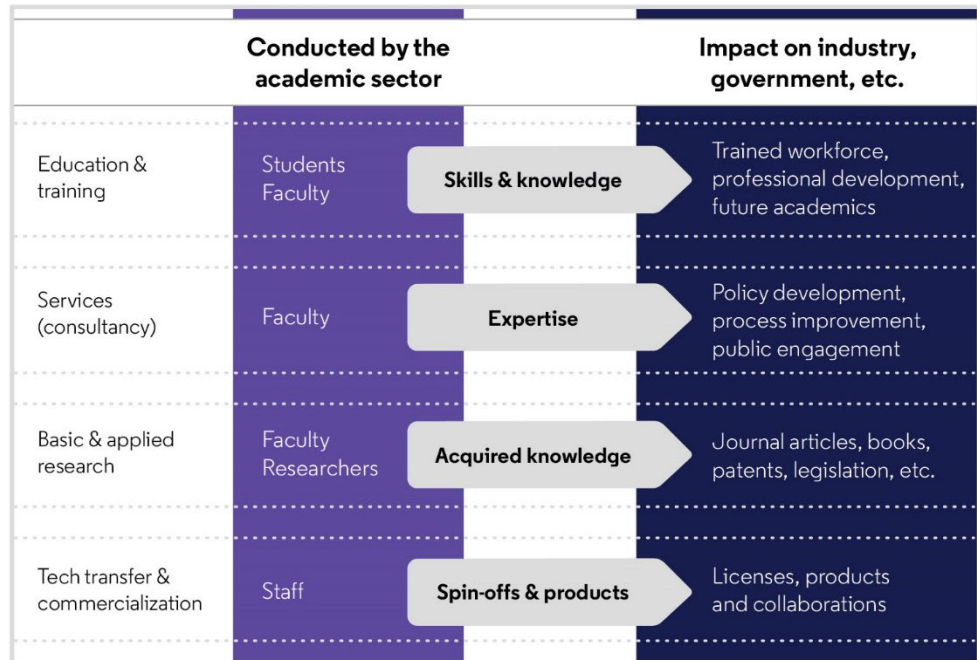 Conducted by the
academic sector
Impact on industry,
government, etc.
Education &
training
Students
Faculty
Skills & knowledge
Trained workforce,
professional development,
future academics
Services
(consultancy)
Faculty
Expertise
Policy development,
process improvement,
public engagement
Basic & applied
research
Faculty
Researchers
Acquired knowledge
Journal articles, books,
patents, legislation, etc.
Tech transfer &
commercialization
Staff
Spin-offs & products
Licenses, products
and collaborations